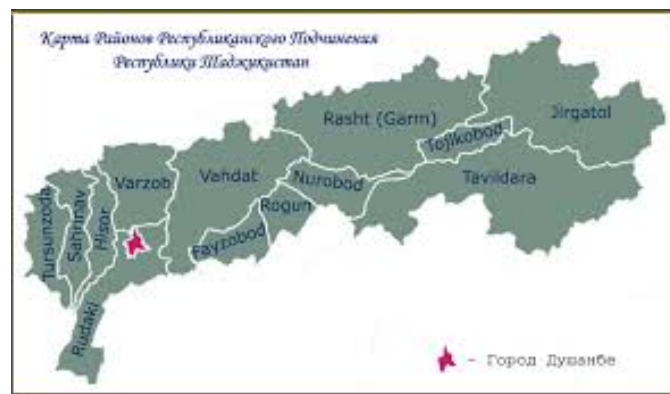 Карта Районов Республиканского Подчинения
Республики Таджикистан
Jirgatol
Rasht (Garm)
Tojikobod
Varzob
Vahdat
Nurobod
Tavildara
Tursunzoda
Sahrinav
Hisor
Rogun
Fayzobod
Rudaki
- Город Душанбе